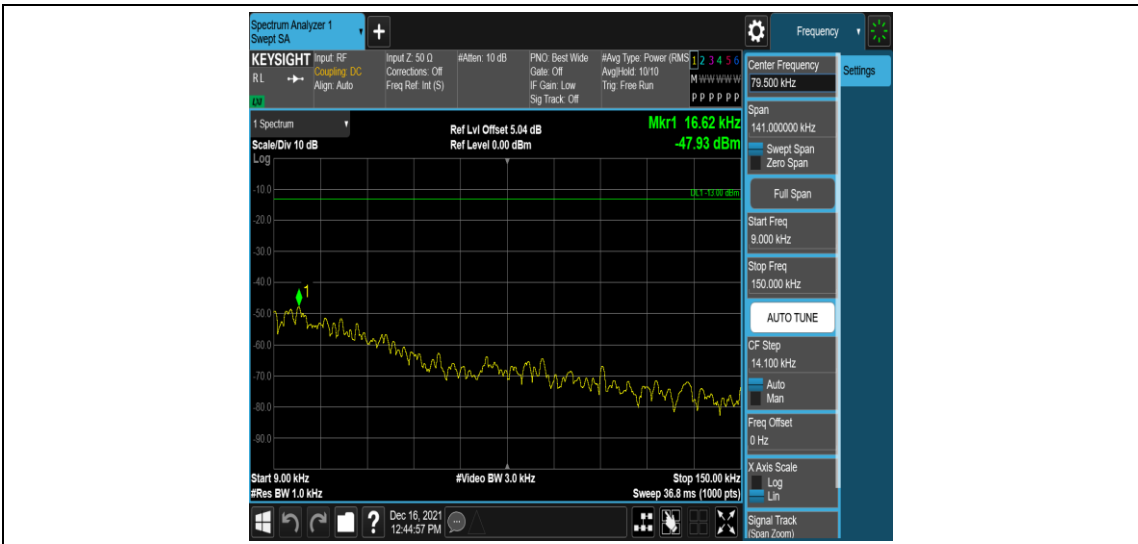 Spectrum Analyzer 1
Swept SA
+
Frequency
KEYSIGHT
RL
LXI
Input: RF
Coupling: DC
Align: Auto
Input Z: 50 Ω
Corrections: Off
Freq Ref: Int (S)
#Atten: 10 dB
PNO: Best Wide
Gate: Off
IF Gain: Low
Sig Track: Off
#Avg Type: Power (RMS
Avg|Hold: 10/10
Trig: Free Run
1 2 3 4 5 6
M W W W W W
P P P P P P
1 Spectrum
Scale/Div 10 dB
Log
Ref Lvl Offset 5.04 dB
Ref Level 0.00 dBm
Mkr1 16.62 kHz
-47.93 dBm
DL1 -13.00 dBm
-10.0
-20.0
-30.0
-40.0
-50.0
-60.0
-70.0
-80.0
-90.0
1
Start 9.00 kHz
#Res BW 1.0 kHz
#Video BW 3.0 kHz
Stop 150.00 kHz
Sweep 36.8 ms (1000 pts)
?
Dec 16, 2021
12:44:57 PM
Center Frequency
79.500 kHz
Settings
Span
141.000000 kHz
Swept Span
Zero Span
Full Span
Start Freq
9.000 kHz
Stop Freq
150.000 kHz
AUTO TUNE
CF Step
14.100 kHz
Auto
Man
Freq Offset
0 Hz
X Axis Scale
Log
Lin
Signal Track
(Span Zoom)